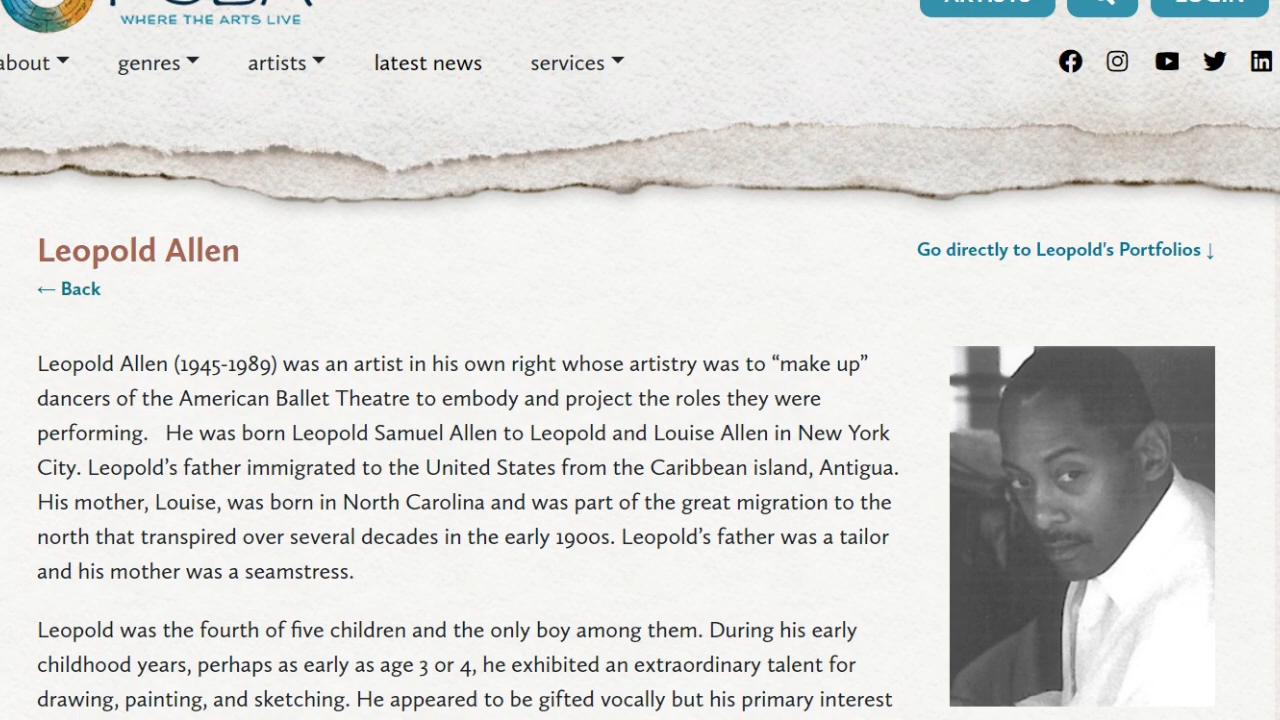 WHERE THE ARTS LIVE
about
genres
artists
latest news
services
Leopold Allen
Go directly to Leopold's Portfolios ↓
← Back
Leopold Allen (1945-1989) was an artist in his own right whose artistry was to “make up”
dancers of the American Ballet Theatre to embody and project the roles they were
performing.   He was born Leopold Samuel Allen to Leopold and Louise Allen in New York
City. Leopold’s father immigrated to the United States from the Caribbean island, Antigua.
His mother, Louise, was born in North Carolina and was part of the great migration to the
north that transpired over several decades in the early 1900s. Leopold’s father was a tailor
and his mother was a seamstress.
Leopold was the fourth of five children and the only boy among them. During his early
childhood years, perhaps as early as age 3 or 4, he exhibited an extraordinary talent for
drawing, painting, and sketching. He appeared to be gifted vocally but his primary interest